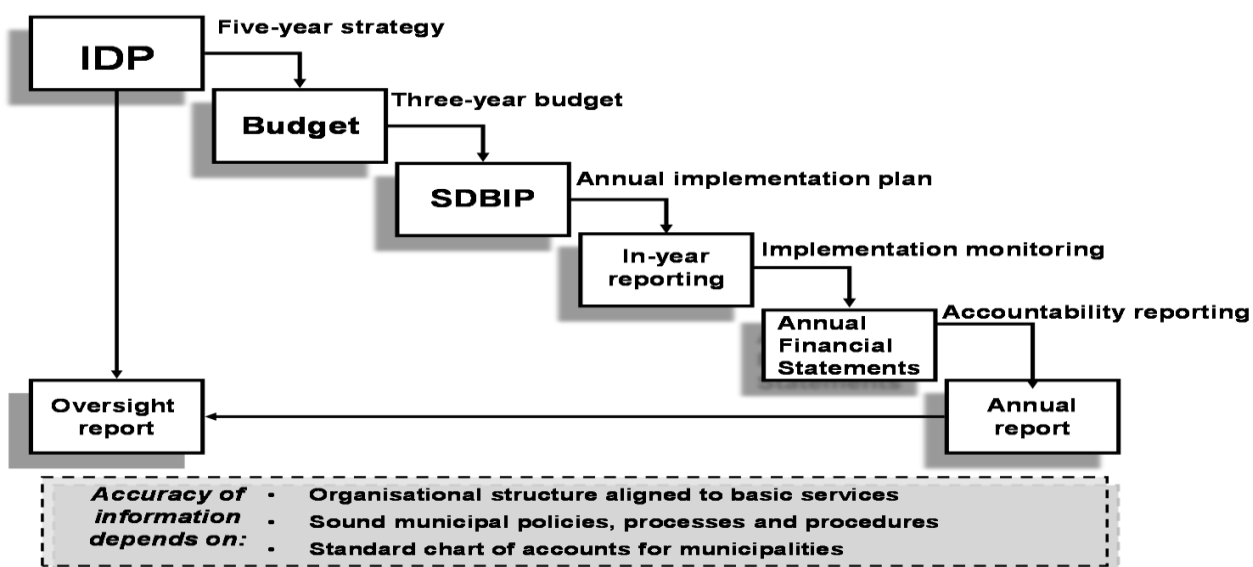 Five-year strategy
IDP
Three-year budget
Budget
Annual implementation plan
SDBIP
In-year
reporting
Implementation monitoring
Annual
Financial
Statements
Accountability reporting
Oversight
report
Annual
report
Accuracy of
information
depends on:
• Organisational structure aligned to basic services
• Sound municipal policies, processes and procedures
• Standard chart of accounts for municipalities